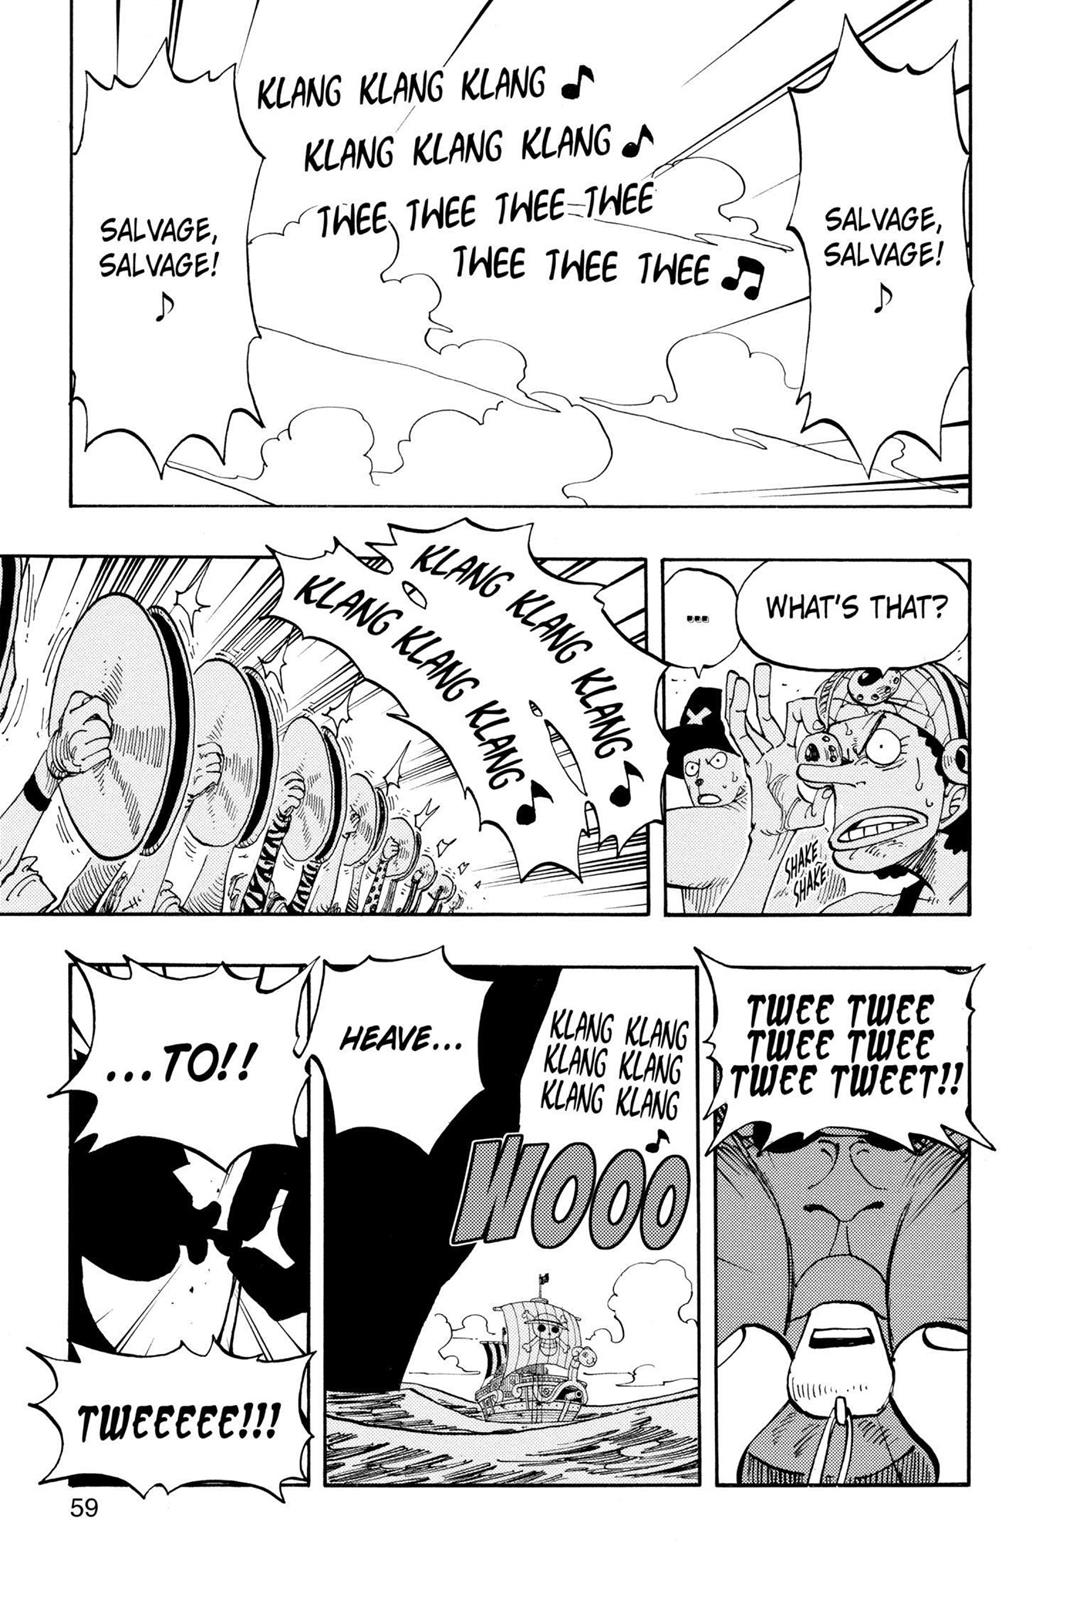 SALVAGE,
SALVAGE!
♪
KLANG KLANG KLANG ♪
KLANG KLANG KLANG ♪
TWEE TWEE TWEE TWEE
TWEE TWEE TWEE ♫
SALVAGE,
SALVAGE!
♪
WHAT'S THAT?
...
SHAKE
SHAKE
KLANG KLANG KLANG ♪
KLANG KLANG KLANG ♪
TWEE TWEE
TWEE TWEE
TWEE TWEET!!
KLANG KLANG
KLANG KLANG
KLANG KLANG
♪
WOOO
HEAVE...
...TO!!
TWEEEEE!!!
59